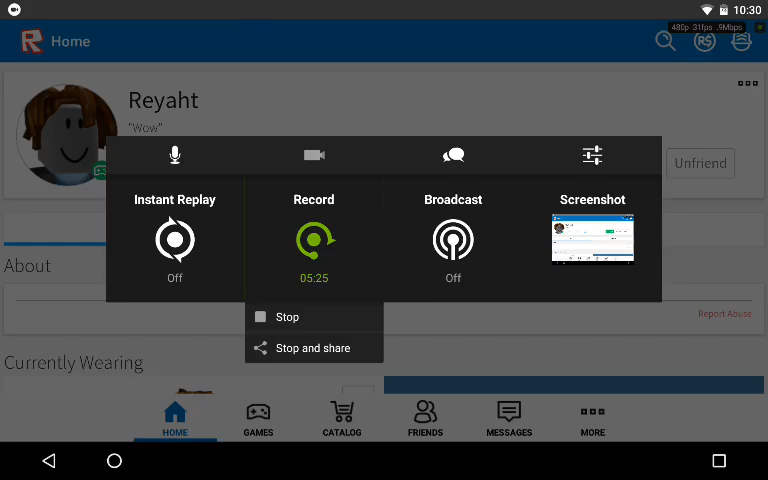 10:30
480p 31fps .9Mbps
R Home
R$
Reyaht
"Wow"
Unfriend
Instant Replay
Record
Broadcast
Screenshot
Off
05:25
Off
About
Stop
Report Abuse
Stop and share
Currently Wearing
HOME
GAMES
CATALOG
FRIENDS
MESSAGES
MORE